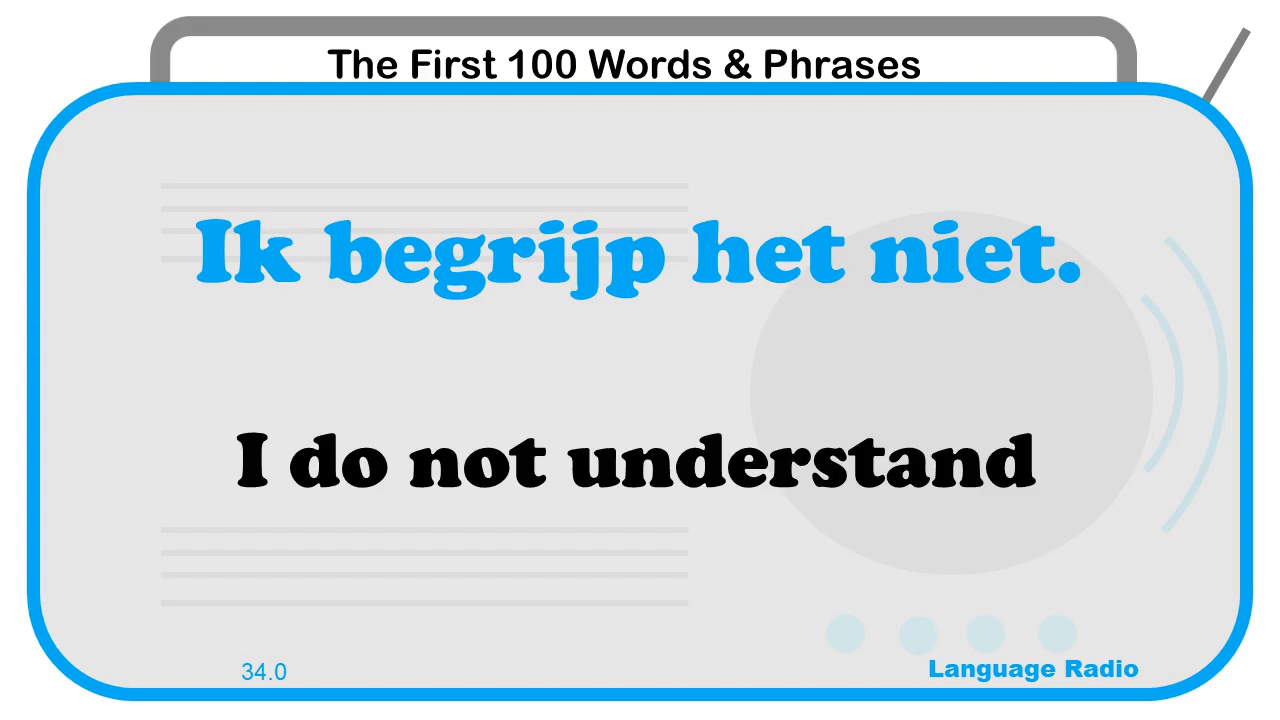 The First 100 Words & Phrases
Ik begrijp het niet.
I do not understand
34.0
Language Radio